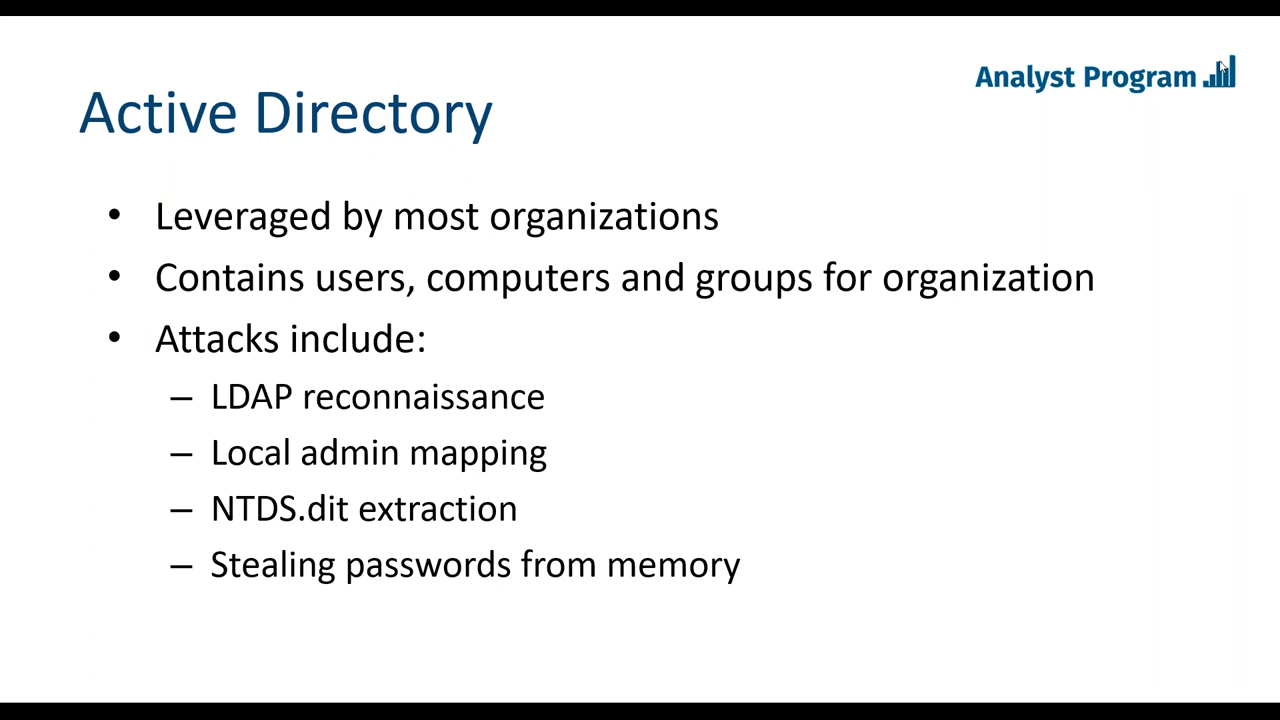 Analyst Program
Active Directory
• Leveraged by most organizations
• Contains users, computers and groups for organization
• Attacks include:
– LDAP reconnaissance
– Local admin mapping
– NTDS.dit extraction
– Stealing passwords from memory